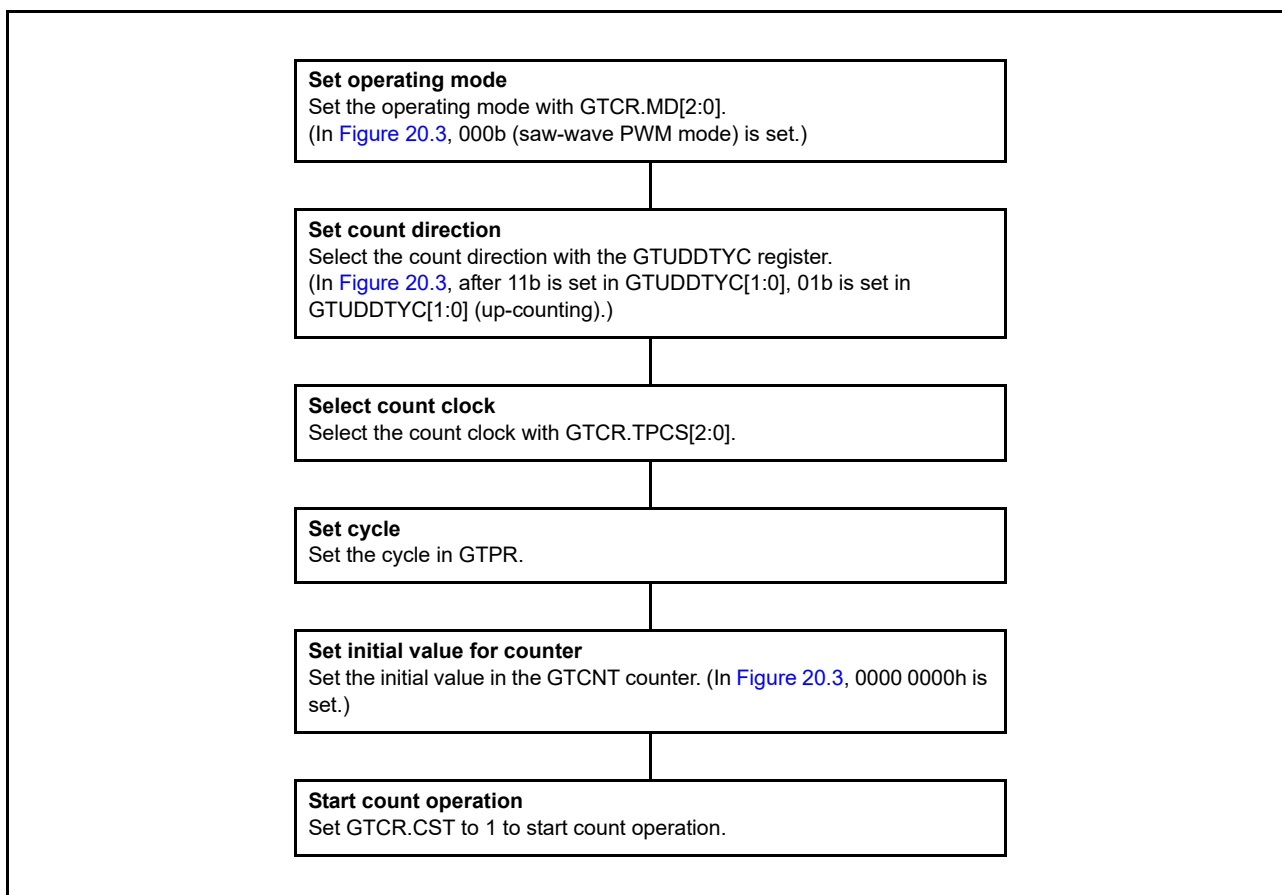 Set operating mode
Set the operating mode with GTCR.MD[2:0].
(In Figure 20.3, 000b (saw-wave PWM mode) is set.)
Set count direction
Select the count direction with the GTUDDTYC register.
(In Figure 20.3, after 11b is set in GTUDDTYC[1:0], 01b is set in
GTUDDTYC[1:0] (up-counting).)
Select count clock
Select the count clock with GTCR.TPCS[2:0].
Set cycle
Set the cycle in GTPR.
Set initial value for counter
Set the initial value in the GTCNT counter. (In Figure 20.3, 0000 0000h is
set.)
Start count operation
Set GTCR.CST to 1 to start count operation.